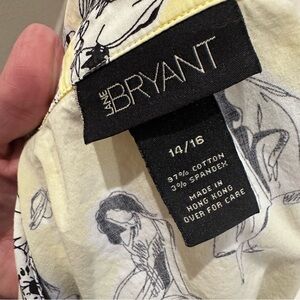 LANE BRYANT
14/16
97% COTTON
3% SPANDEX
MADE IN
HONG KONG
OVER FOR CARE